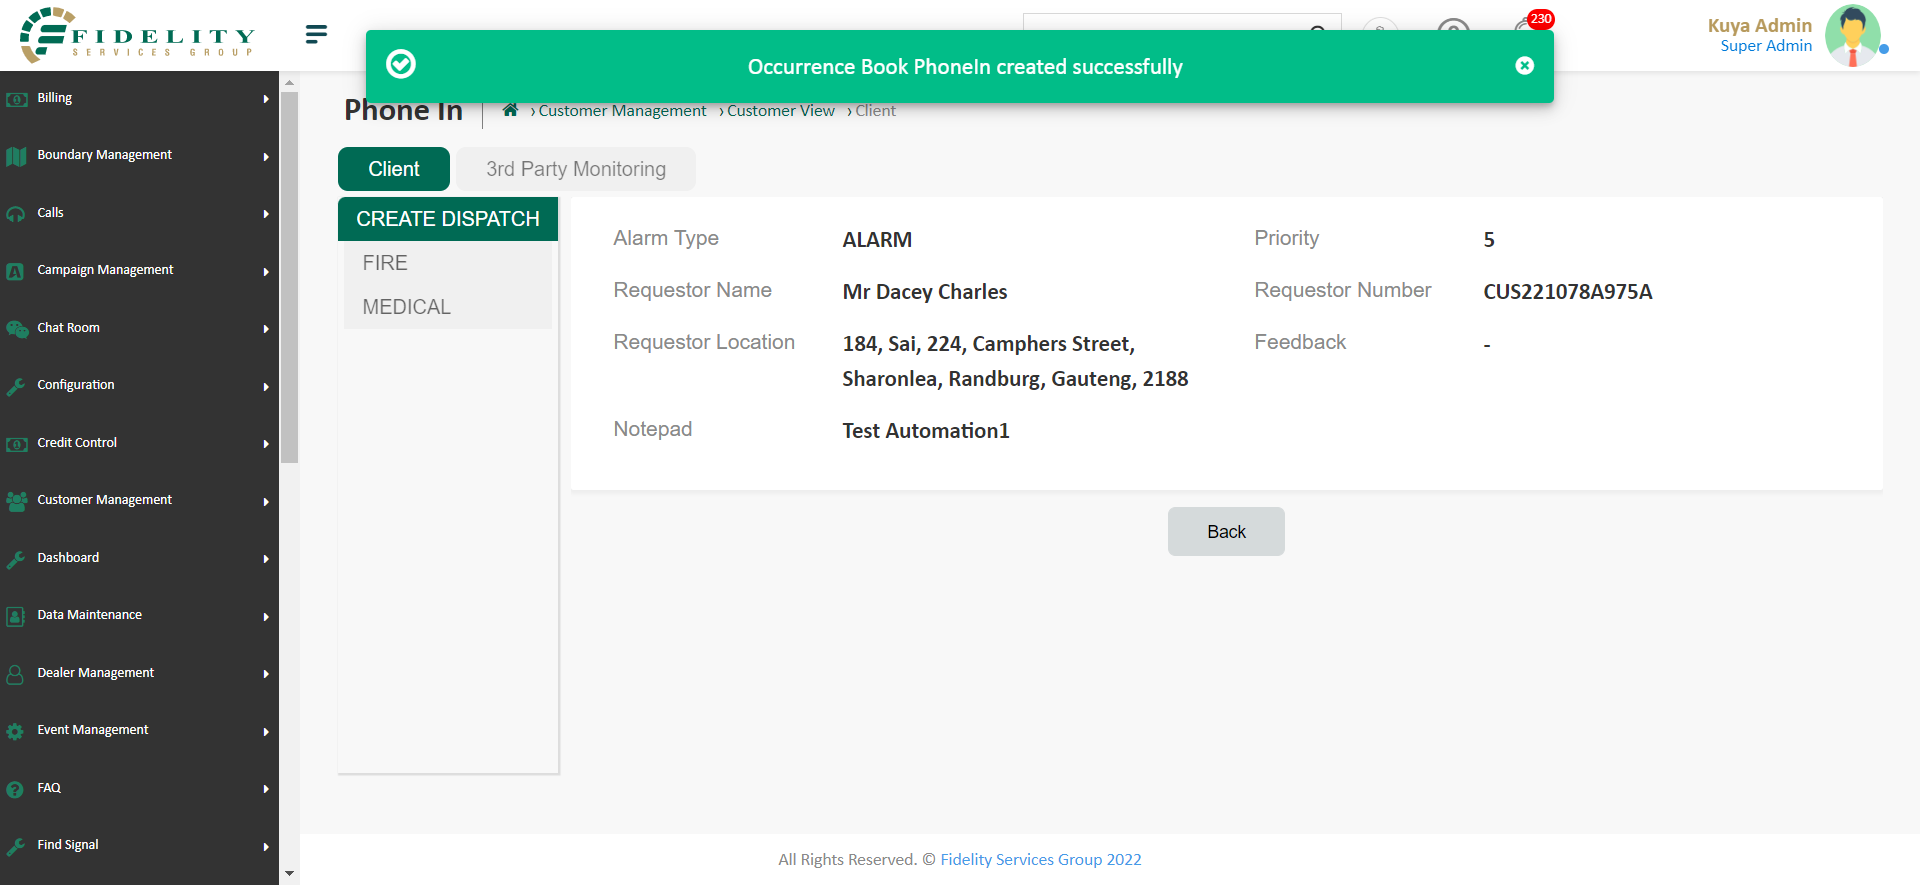 FIDELITY
SERVICES GROUP
230
Kuya Admin
Super Admin
Occurrence Book PhoneIn created successfully
Phone In
› Customer Management › Customer View › Client
Billing
Boundary Management
Calls
Campaign Management
Chat Room
Configuration
Credit Control
Customer Management
Dashboard
Data Maintenance
Dealer Management
Event Management
FAQ
Find Signal
Client
3rd Party Monitoring
CREATE DISPATCH
FIRE
MEDICAL
Alarm Type ALARM Priority 5
Requestor Name Mr Dacey Charles Requestor Number CUS221078A975A
Requestor Location 184, Sai, 224, Camphers Street, Feedback -
Sharonlea, Randburg, Gauteng, 2188
Notepad Test Automation1
Back
All Rights Reserved. © Fidelity Services Group 2022